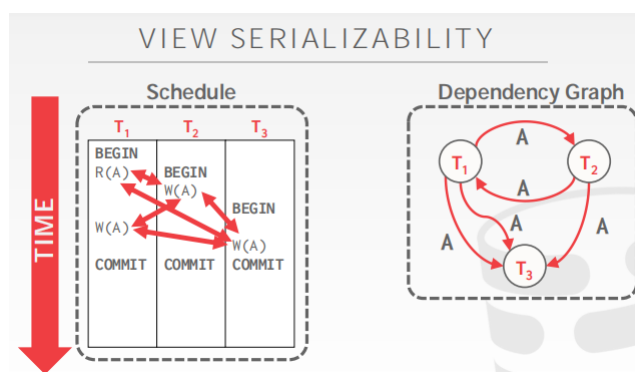 VIEW SERIALIZABILITY
Schedule
T1 T2 T3
BEGIN
R(A) BEGIN
W(A)
BEGIN
W(A)
W(A)
COMMIT COMMIT COMMIT
TIME
Dependency Graph
A
T1 T2
A
A A A
T3